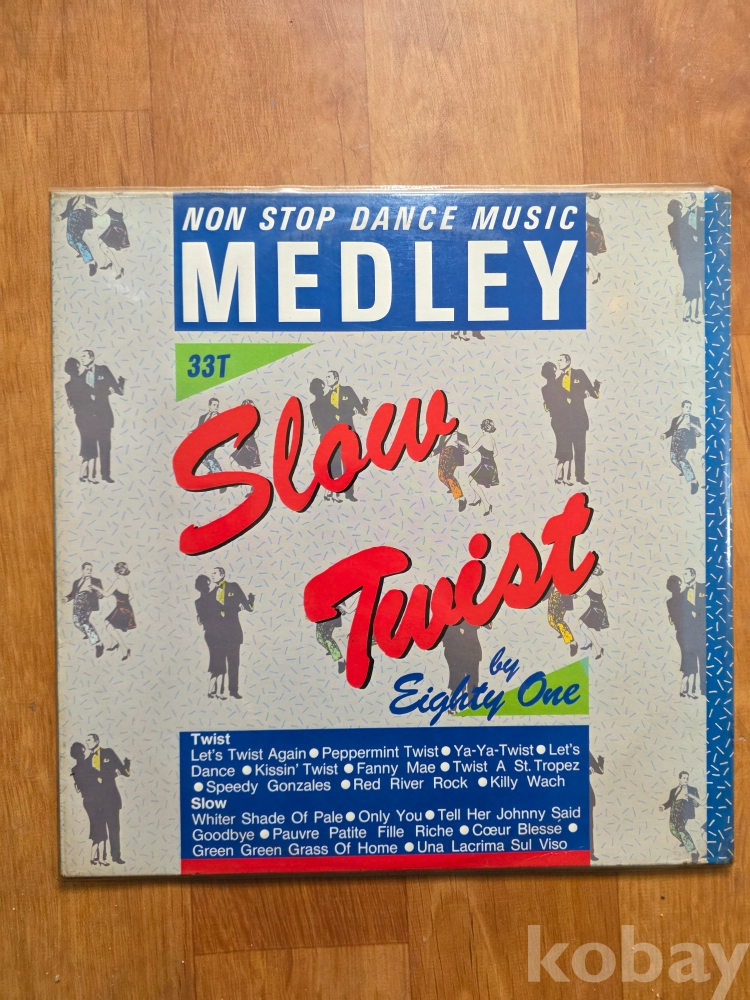 NON STOP DANCE MUSIC
MEDLEY
33T
Slow
Twist
by
Eighty One
Twist
Let's Twist Again ● Peppermint Twist ● Ya-Ya-Twist ● Let's
Dance ● Kissin' Twist ● Fanny Mae ● Twist A St. Tropez
● Speedy Gonzales ● Red River Rock ● Killy Wach
Slow
Whiter Shade Of Pale ● Only You ● Tell Her Johnny Said
Goodbye ● Pauvre Patite Fille Riche ● Cœur Blesse ●
Green Green Grass Of Home ● Una Lacrima Sul Viso
kobay